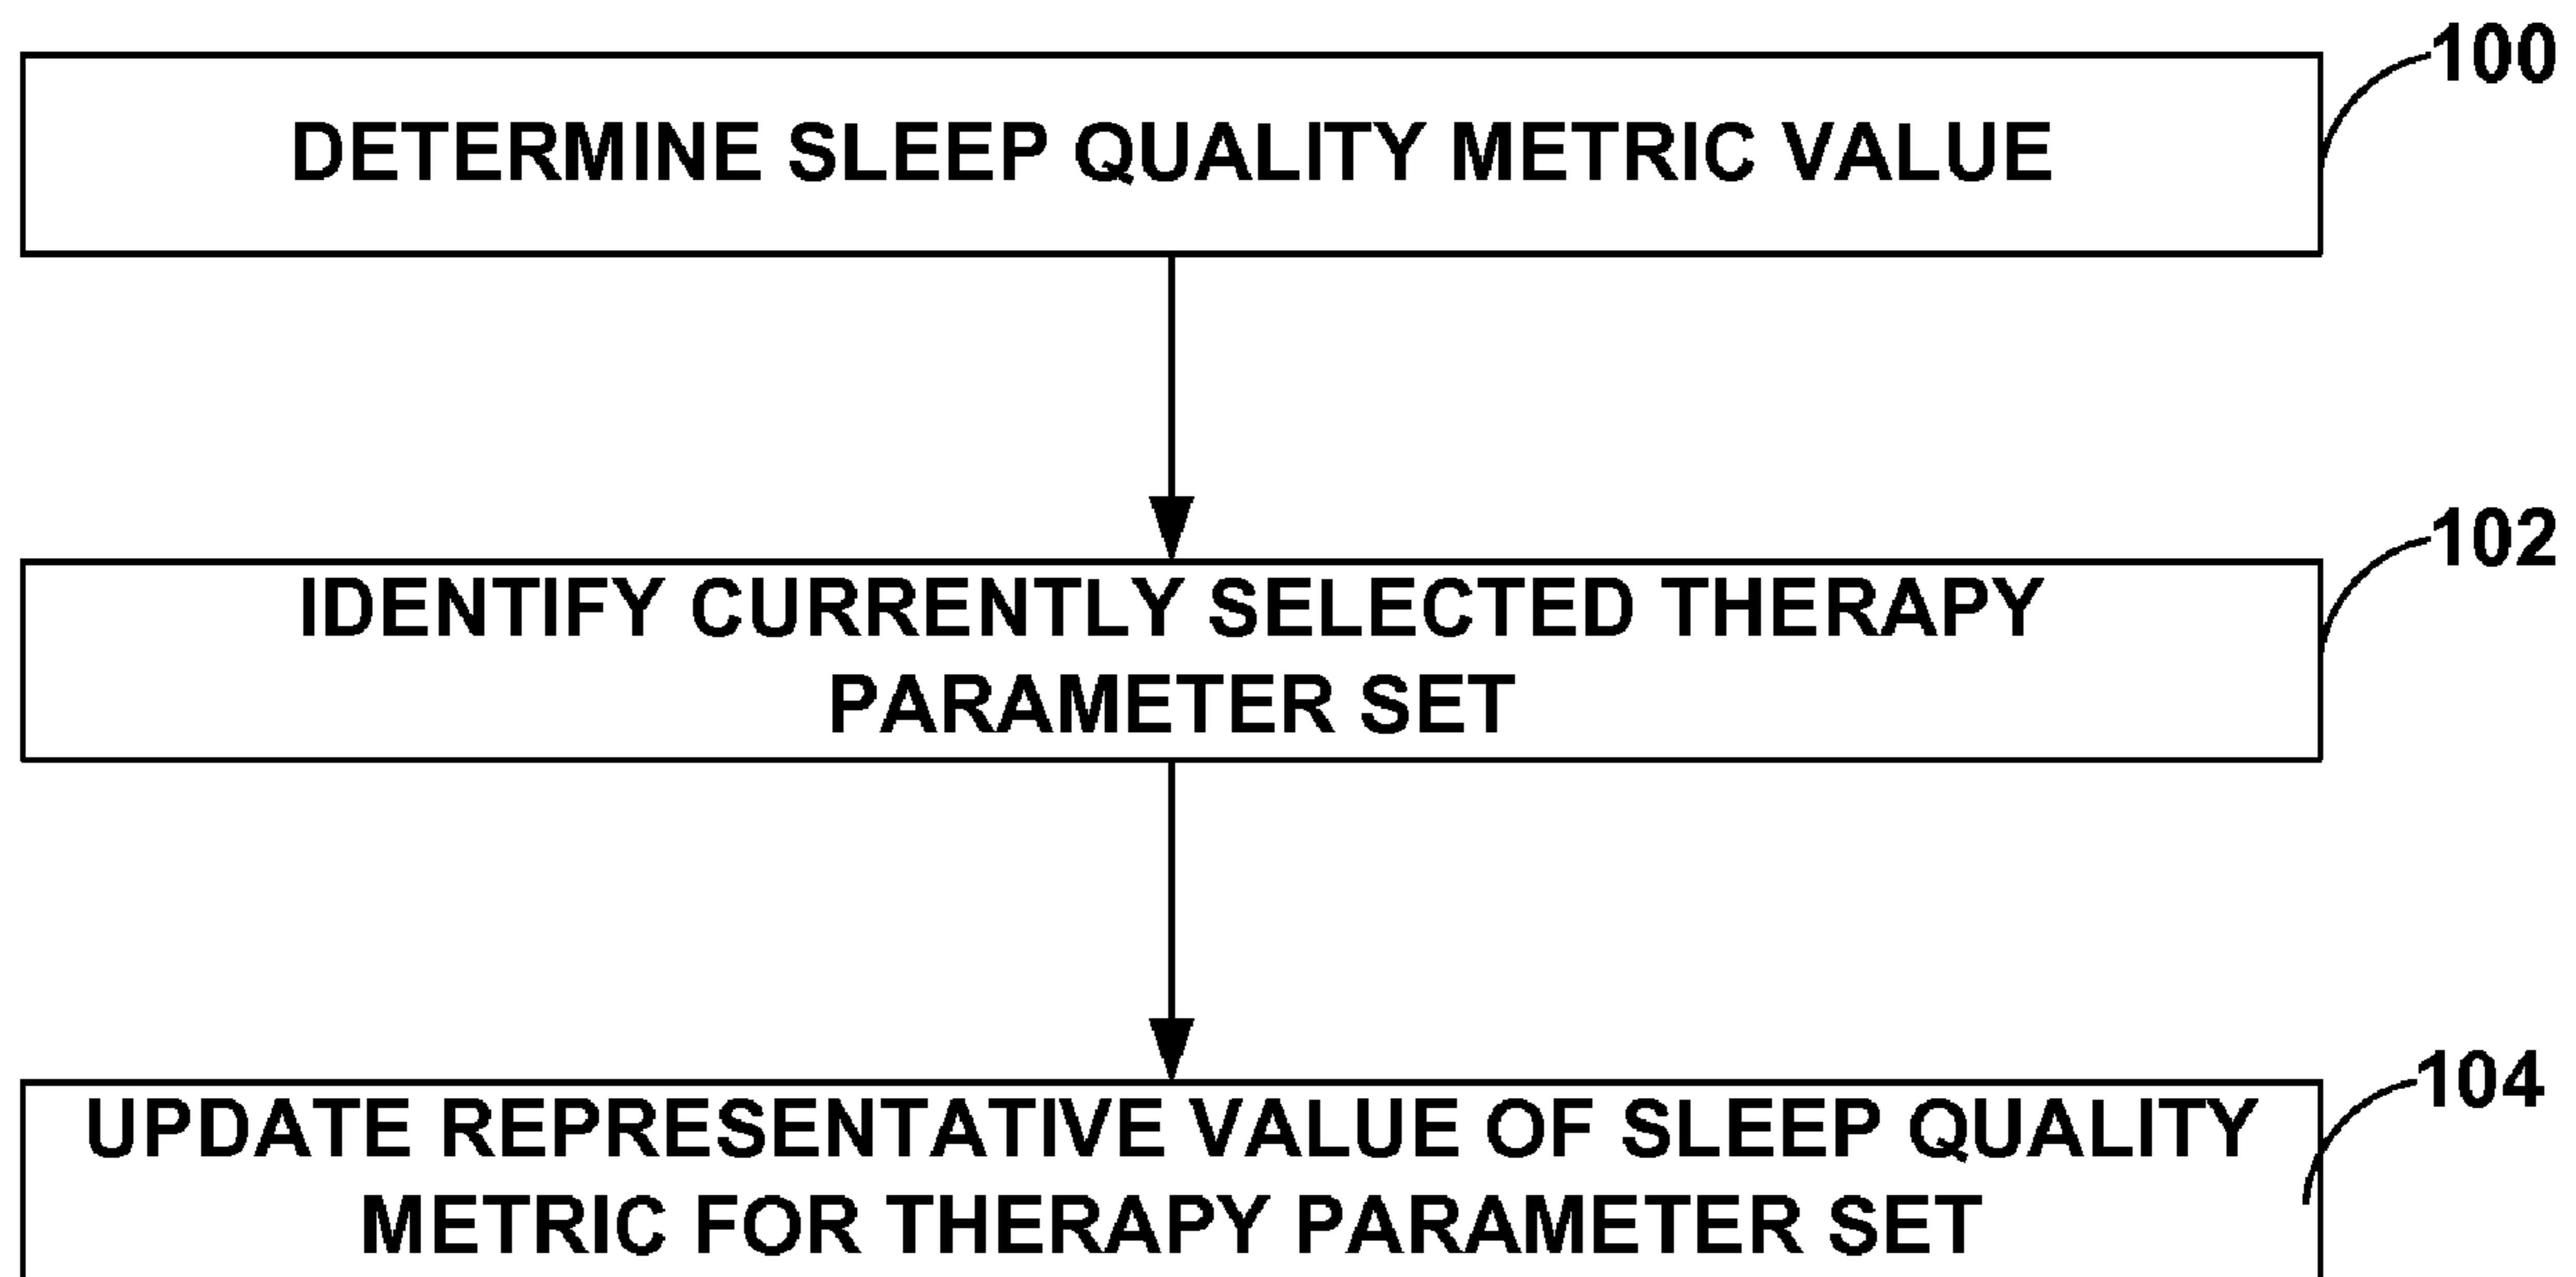 100
DETERMINE SLEEP QUALITY METRIC VALUE
102
IDENTIFY CURRENTLY SELECTED THERAPY
PARAMETER SET
104
UPDATE REPRESENTATIVE VALUE OF SLEEP QUALITY
METRIC FOR THERAPY PARAMETER SET